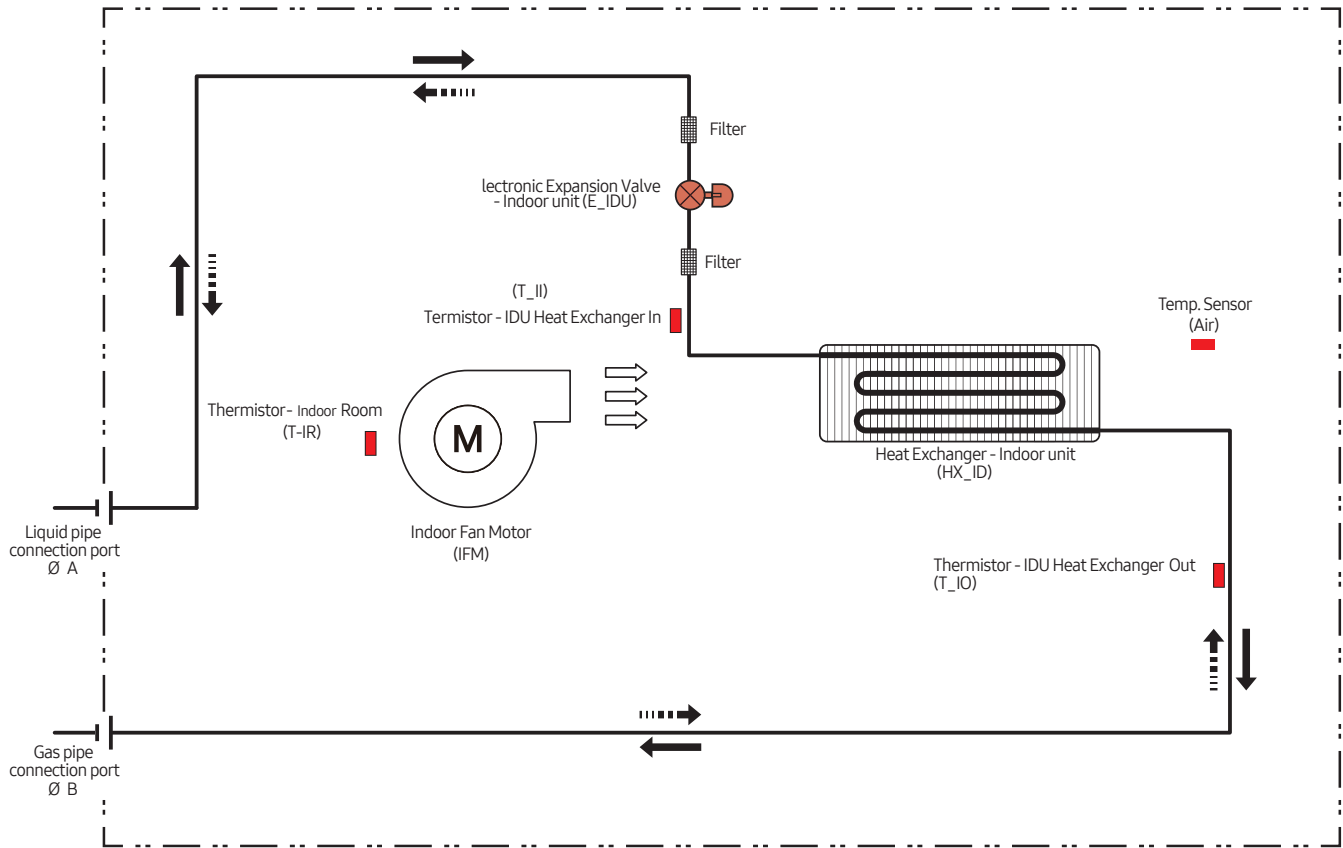 Filter
lectronic Expansion Valve
- Indoor unit (E_IDU)
Filter
(T_II)
Termistor - IDU Heat Exchanger In
Temp. Sensor
(Air)
Thermistor- Indoor Room
(T-IR)
M
Heat Exchanger - Indoor unit
(HX_ID)
Liquid pipe
connection port
Ø A
Indoor Fan Motor
(IFM)
Thermistor - IDU Heat Exchanger Out
(T_IO)
Gas pipe
connection port
Ø B